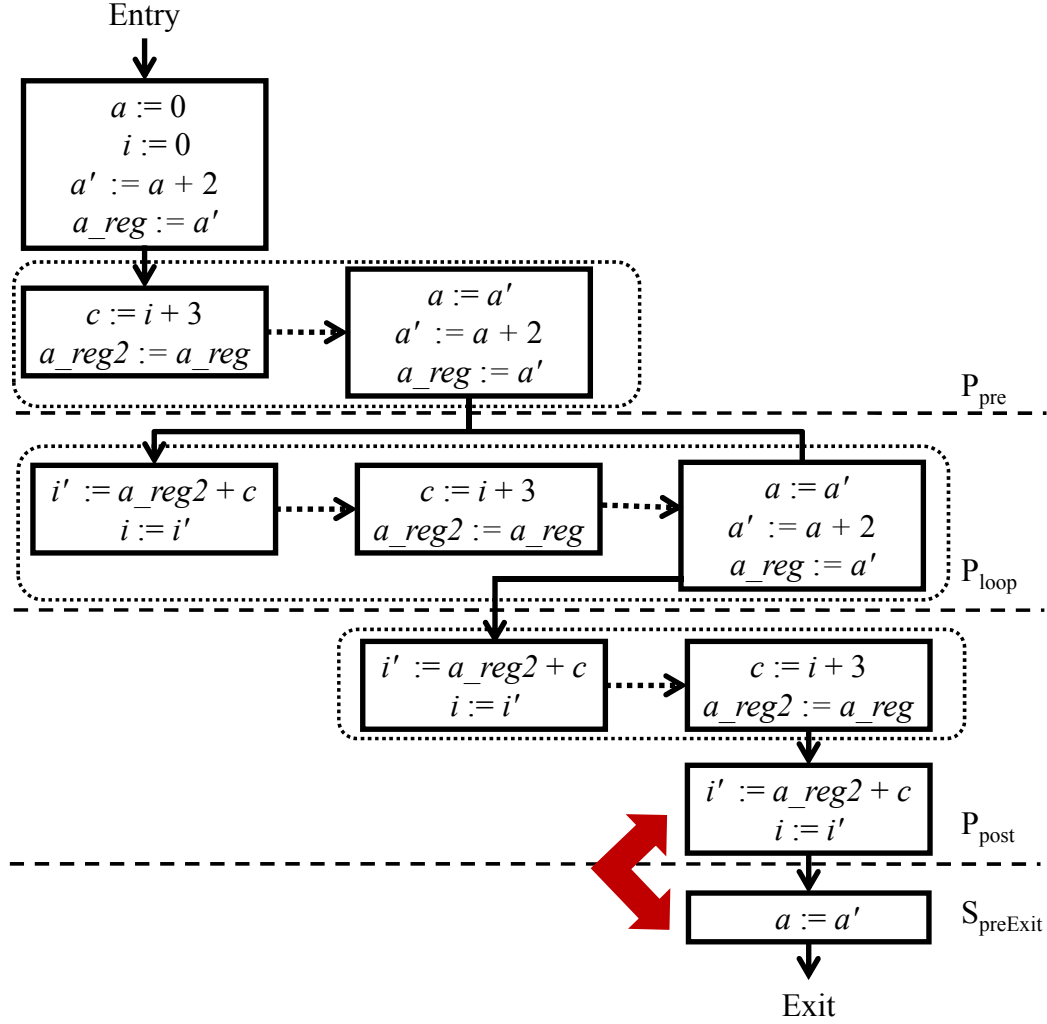 Entry
a := 0
i := 0
a′ := a + 2
a_reg := a′
c := i + 3
a_reg2 := a_reg
a := a′
a′ := a + 2
a_reg := a′
P_pre
i′ := a_reg2 + c
i := i′
c := i + 3
a_reg2 := a_reg
a := a′
a′ := a + 2
a_reg := a′
P_loop
i′ := a_reg2 + c
i := i′
c := i + 3
a_reg2 := a_reg
i′ := a_reg2 + c
i := i′
P_post
a := a′
S_preExit
Exit